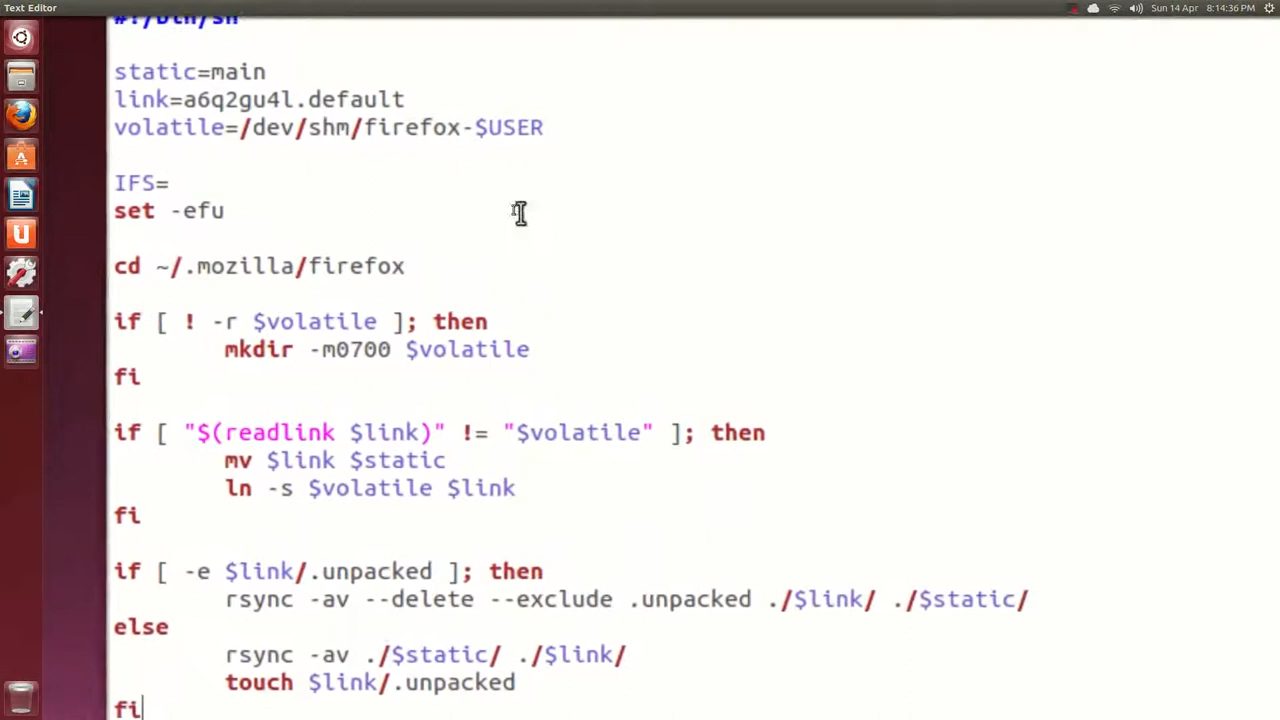 Text Editor
Sun 14 Apr 8:14:36 PM
#!/bin/sh
static=main
link=a6q2gu4l.default
volatile=/dev/shm/firefox-$USER
IFS=
set -efu
cd ~/.mozilla/firefox
if [ ! -r $volatile ]; then
mkdir -m0700 $volatile
fi
if [ "$(readlink $link)" != "$volatile" ]; then
mv $link $static
ln -s $volatile $link
fi
if [ -e $link/.unpacked ]; then
rsync -av --delete --exclude .unpacked ./$link/ ./$static/
else
rsync -av ./$static/ ./$link/
touch $link/.unpacked
fi